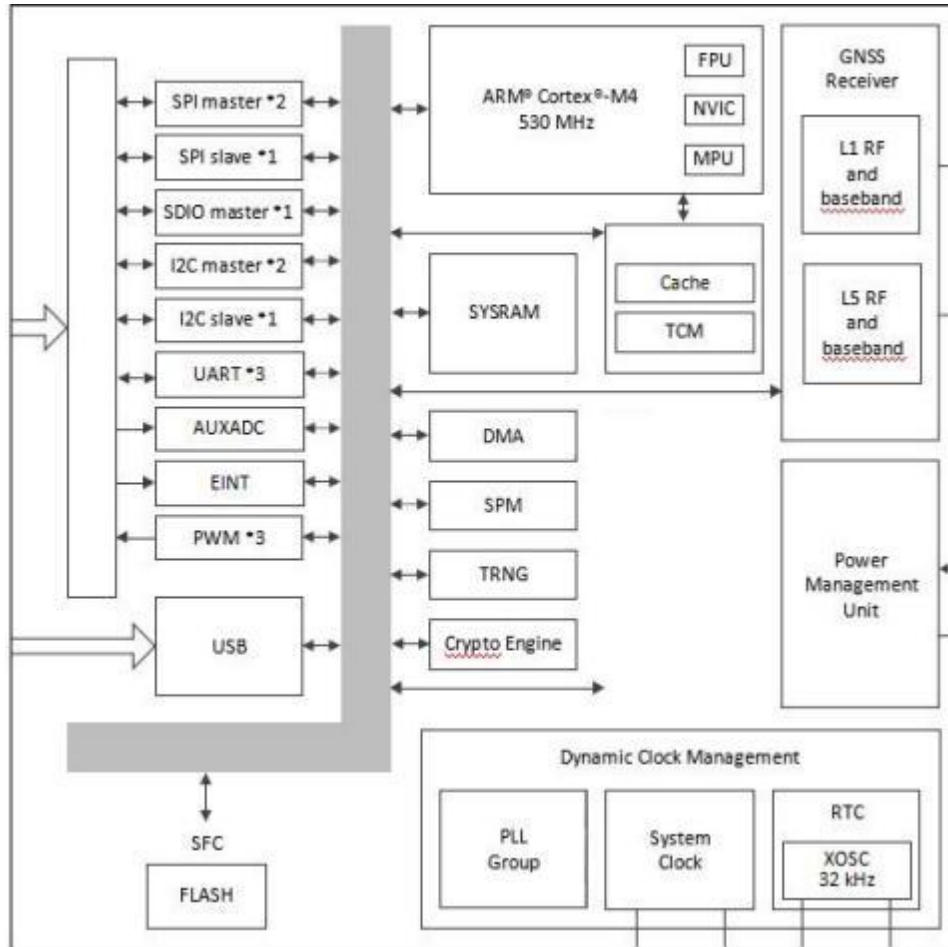 SPI master *2
SPI slave *1
SDIO master *1
I2C master *2
I2C slave *1
UART *3
AUXADC
EINT
PWM *3
USB
SFC
FLASH
ARM® Cortex®-M4
530 MHz
FPU
NVIC
MPU
SYSRAM
Cache
TCM
DMA
SPM
TRNG
Crypto Engine
GNSS
Receiver
L1 RF
and
baseband
L5 RF
and
baseband
Power
Management
Unit
Dynamic Clock Management
PLL
Group
System
Clock
RTC
XOSC
32 kHz